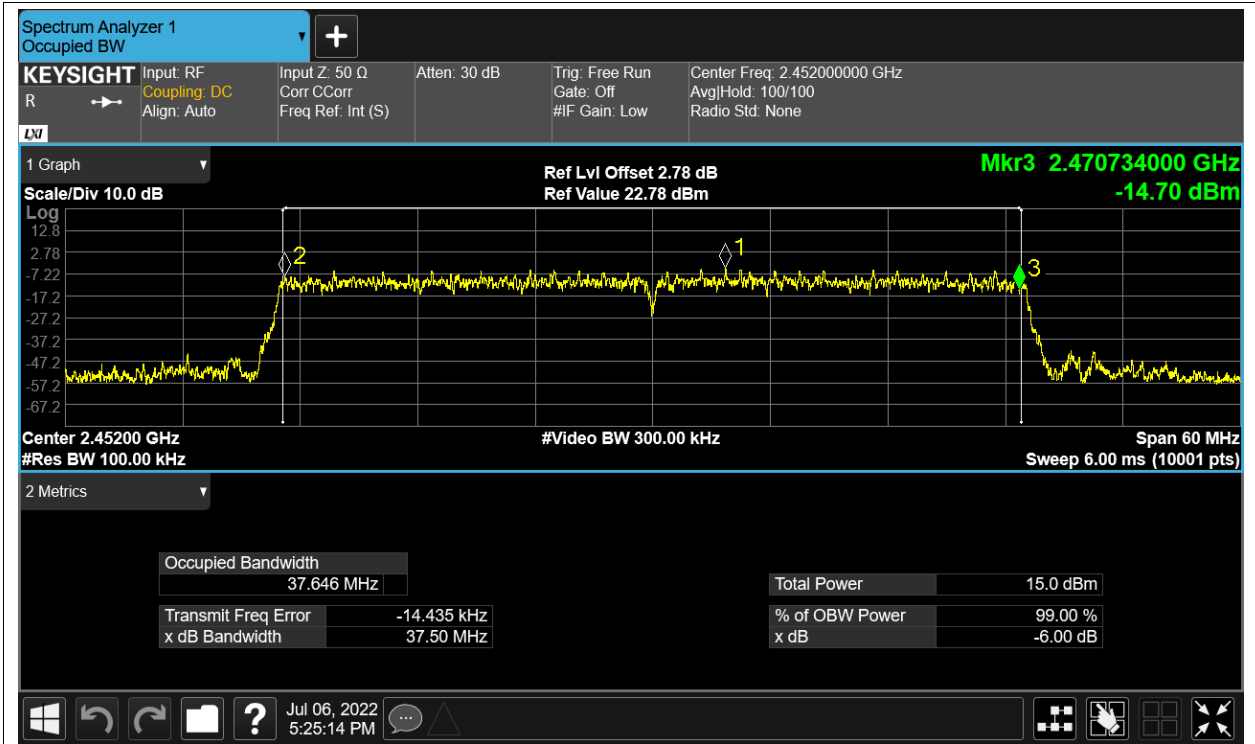 Spectrum Analyzer 1
Occupied BW
+
KEYSIGHT Input: RF Input Z: 50 Ω Atten: 30 dB Trig: Free Run Center Freq: 2.452000000 GHz
R Coupling: DC Corr CCorr Gate: Off Avg|Hold: 100/100
Align: Auto Freq Ref: Int (S) #IF Gain: Low Radio Std: None
LXI
1 Graph
Ref Lvl Offset 2.78 dB Mkr3 2.470734000 GHz
Scale/Div 10.0 dB Ref Value 22.78 dBm -14.70 dBm
Log
12.8
2.78
-7.22
-17.2
-27.2
-37.2
-47.2
-57.2
-67.2
2
1
3
Center 2.45200 GHz #Video BW 300.00 kHz Span 60 MHz
#Res BW 100.00 kHz Sweep 6.00 ms (10001 pts)
2 Metrics
Occupied Bandwidth
37.646 MHz Total Power 15.0 dBm
Transmit Freq Error -14.435 kHz % of OBW Power 99.00 %
x dB Bandwidth 37.50 MHz x dB -6.00 dB
? Jul 06, 2022
5:25:14 PM